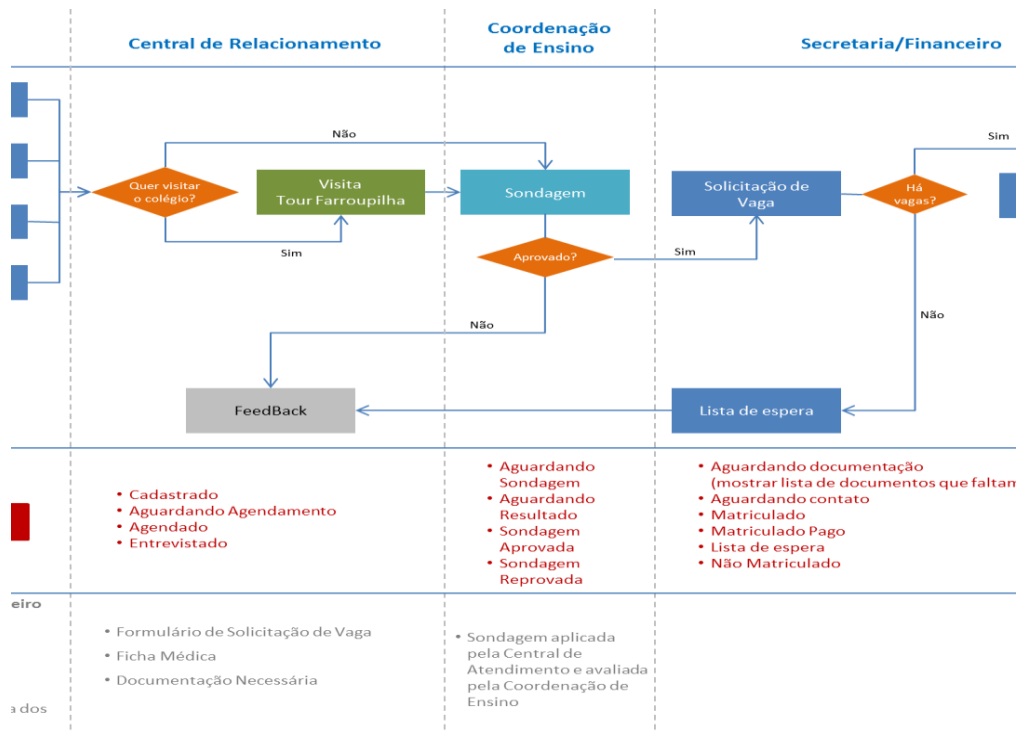 Central de Relacionamento
Coordenação
de Ensino
Secretaria/Financeiro
Não
Sim
Quer visitar
o colégio?
Visita
Tour Farroupilha
Sondagem
Solicitação de
Vaga
Há
vagas?
Sim
Aprovado?
Sim
Não
Não
FeedBack
Lista de espera
• Cadastrado
• Aguardando Agendamento
• Agendado
• Entrevistado
• Aguardando
Sondagem
• Aguardando
Resultado
• Sondagem
Aprovada
• Sondagem
Reprovada
• Aguardando documentação
(mostrar lista de documentos que faltam
• Aguardando contato
• Matriculado
• Matriculado Pago
• Lista de espera
• Não Matriculado
eiro
• Formulário de Solicitação de Vaga
• Ficha Médica
• Documentação Necessária
• Sondagem aplicada
pela Central de
Atendimento e avaliada
pela Coordenação de
Ensino
dos